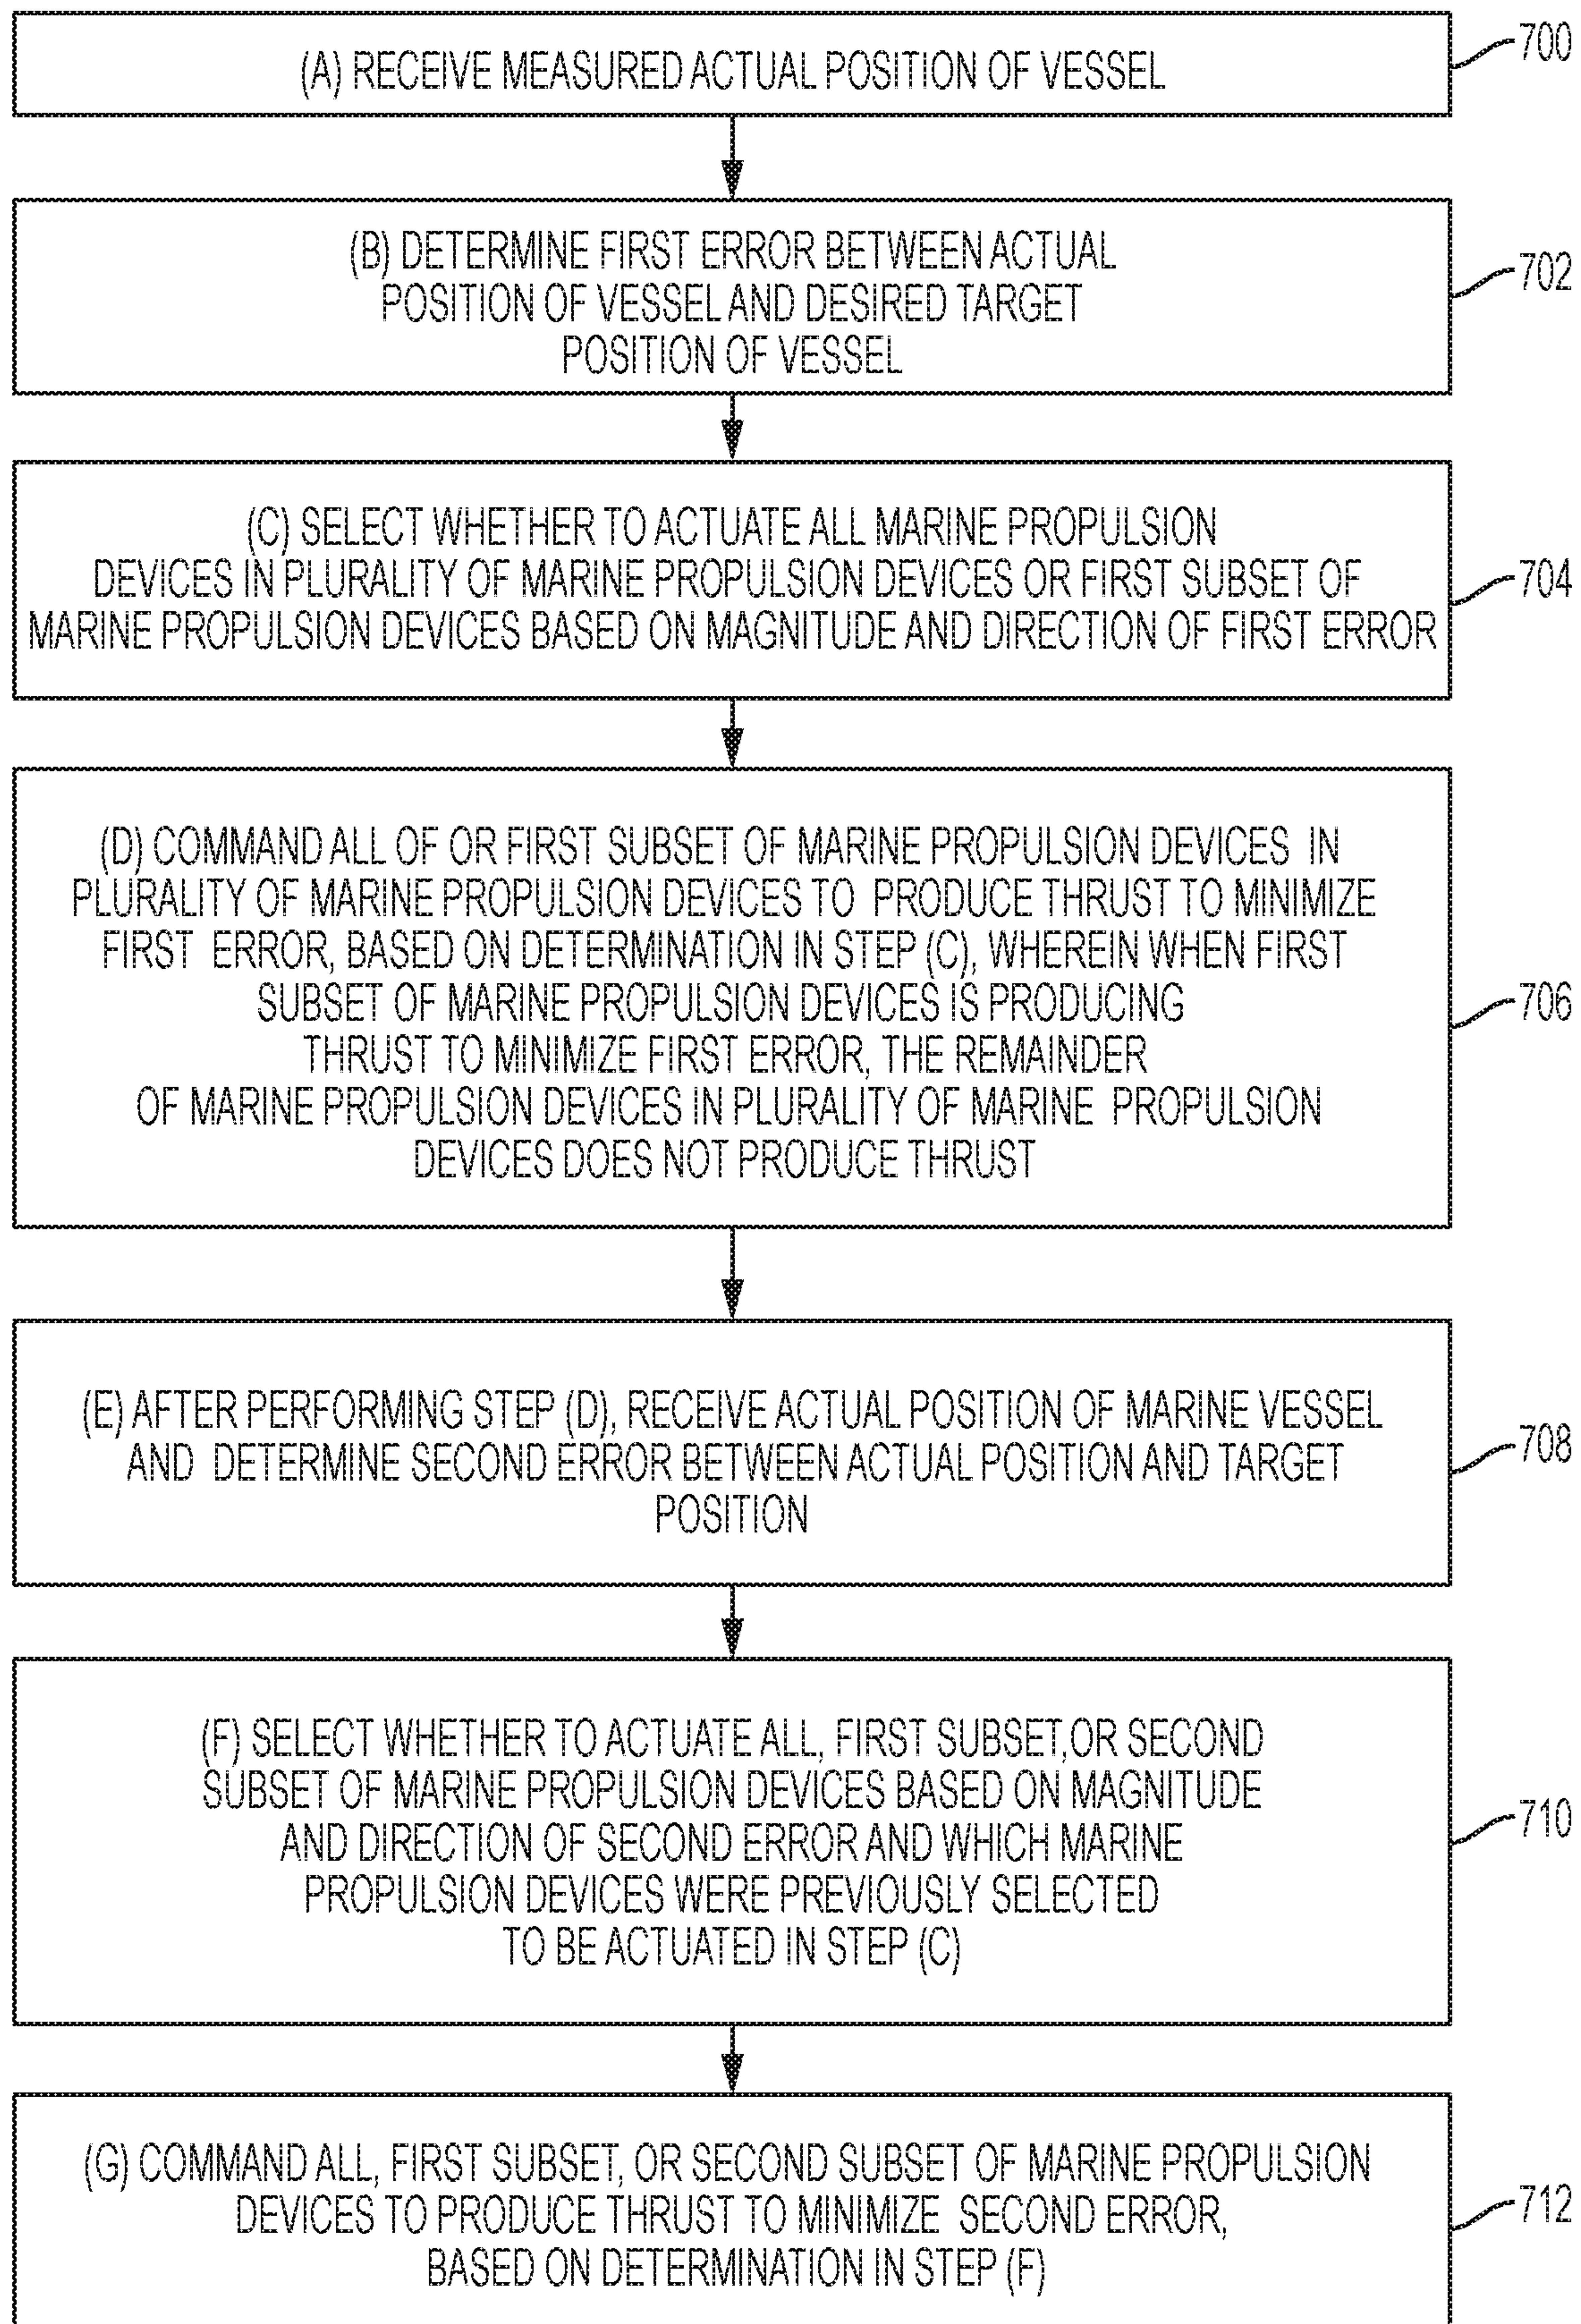 (A) RECEIVE MEASURED ACTUAL POSITION OF VESSEL
700
(B) DETERMINE FIRST ERROR BETWEEN ACTUAL
POSITION OF VESSEL AND DESIRED TARGET
POSITION OF VESSEL
702
(C) SELECT WHETHER TO ACTUATE ALL MARINE PROPULSION
DEVICES IN PLURALITY OF MARINE PROPULSION DEVICES OR FIRST SUBSET OF
MARINE PROPULSION DEVICES BASED ON MAGNITUDE AND DIRECTION OF FIRST ERROR
704
(D) COMMAND ALL OF OR FIRST SUBSET OF MARINE PROPULSION DEVICES IN
PLURALITY OF MARINE PROPULSION DEVICES TO PRODUCE THRUST TO MINIMIZE
FIRST ERROR, BASED ON DETERMINATION IN STEP (C), WHEREIN WHEN FIRST
SUBSET OF MARINE PROPULSION DEVICES IS PRODUCING
THRUST TO MINIMIZE FIRST ERROR, THE REMAINDER
OF MARINE PROPULSION DEVICES IN PLURALITY OF MARINE PROPULSION
DEVICES DOES NOT PRODUCE THRUST
706
(E) AFTER PERFORMING STEP (D), RECEIVE ACTUAL POSITION OF MARINE VESSEL
AND DETERMINE SECOND ERROR BETWEEN ACTUAL POSITION AND TARGET
POSITION
708
(F) SELECT WHETHER TO ACTUATE ALL, FIRST SUBSET, OR SECOND
SUBSET OF MARINE PROPULSION DEVICES BASED ON MAGNITUDE
AND DIRECTION OF SECOND ERROR AND WHICH MARINE
PROPULSION DEVICES WERE PREVIOUSLY SELECTED
TO BE ACTUATED IN STEP (C)
710
(G) COMMAND ALL, FIRST SUBSET, OR SECOND SUBSET OF MARINE PROPULSION
DEVICES TO PRODUCE THRUST TO MINIMIZE SECOND ERROR,
BASED ON DETERMINATION IN STEP (F)
712